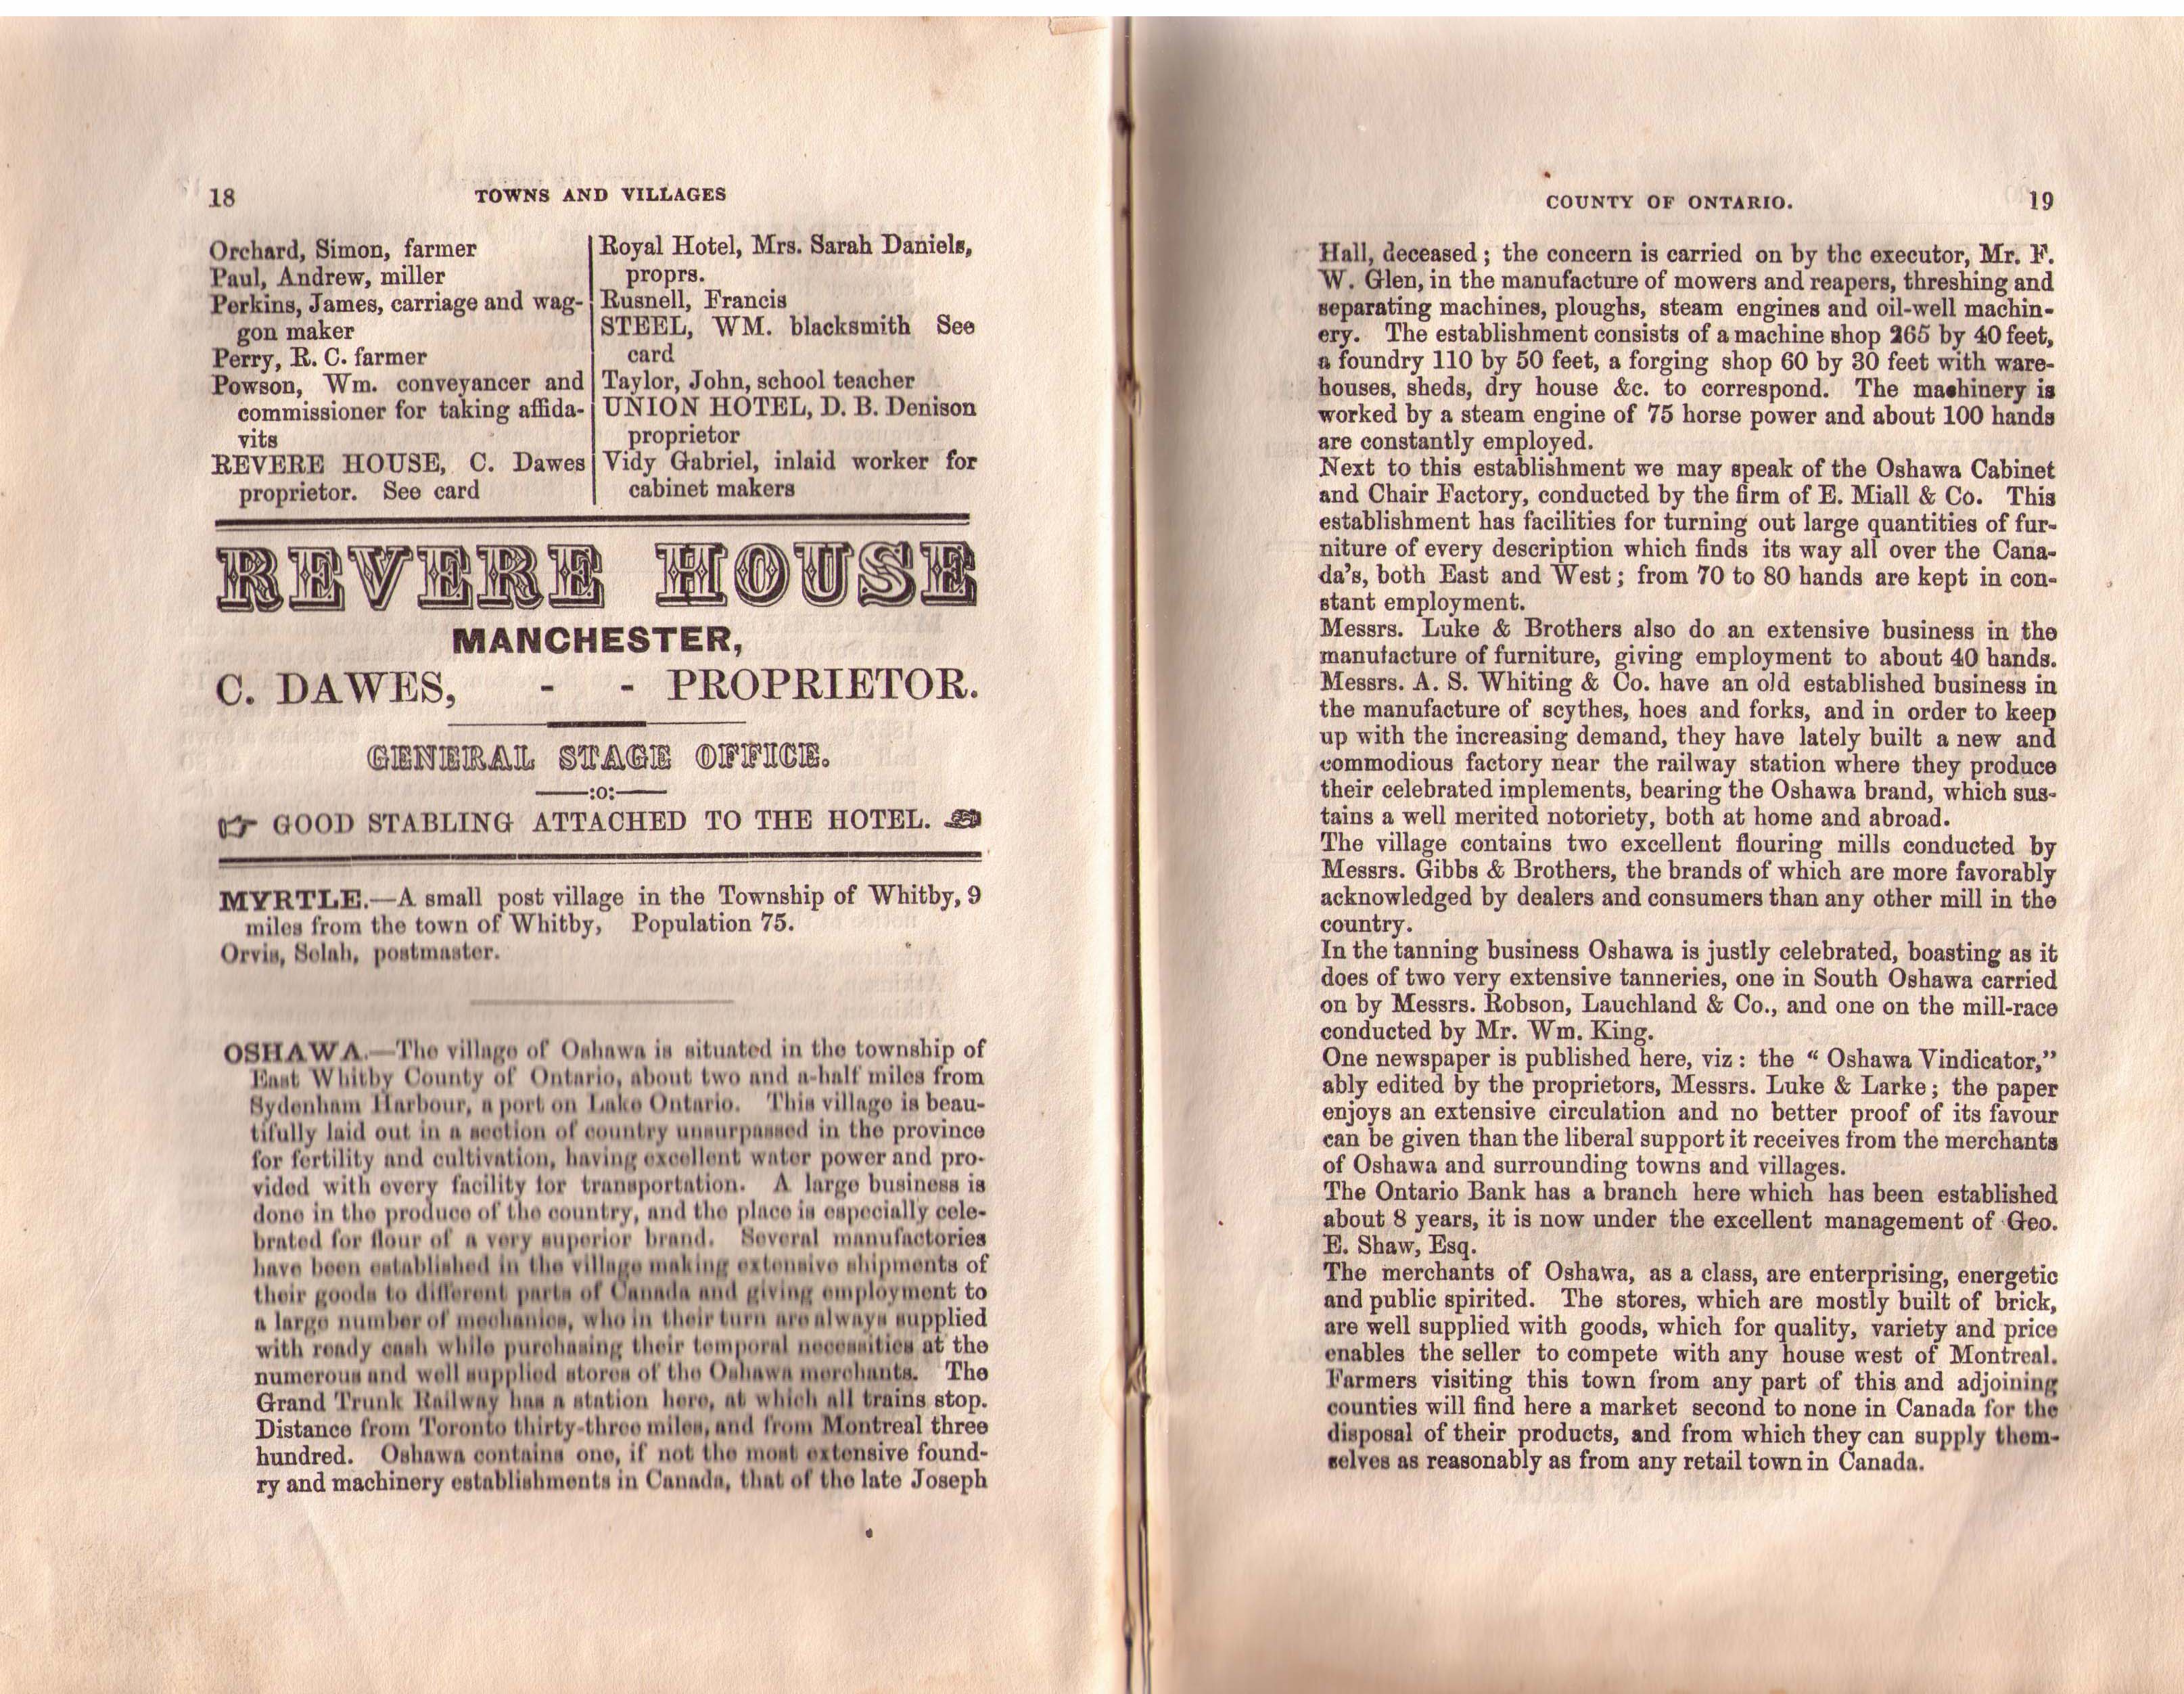 18 TOWNS AND VILLAGES
Orchard, Simon, farmer
Paul, Andrew, miller
Perkins, James, carriage and wag-
gon maker
Perry, R. C. farmer
Powson, Wm. conveyancer and
commissioner for taking affida-
vits
REVERE HOUSE, C. Dawes
proprietor. See card
Royal Hotel, Mrs. Sarah Daniels,
proprs.
Rusnell, Francis
STEEL, WM. blacksmith See
card
Taylor, John, school teacher
UNION HOTEL, D. B. Denison
proprietor
Vidy Gabriel, inlaid worker for
cabinet makers
REVERE HOUSE
MANCHESTER,
C. DAWES, - - PROPRIETOR.
GENERAL STAGE OFFICE.
:o:
GOOD STABLING ATTACHED TO THE HOTEL.
MYRTLE.—A small post village in the Township of Whitby, 9
miles from the town of Whitby, Population 75.
Orvis, Selah, postmaster.
OSHAWA.—The village of Oshawa is situated in the township of
East Whitby County of Ontario, about two and a-half miles from
Sydenham Harbour, a port on Lake Ontario. This village is beau-
tifully laid out in a section of country unsurpassed in the province
for fertility and cultivation, having excellent water power and pro-
vided with every facility for transportation. A large business is
done in the produce of the country, and the place is especially cele-
brated for flour of a very superior brand. Several manufactories
have been established in the village making extensive shipments of
their goods to different parts of Canada and giving employment to
a large number of mechanics, who in their turn are always supplied
with ready cash while purchasing their temporal necessities at the
numerous and well supplied stores of the Oshawa merchants. The
Grand Trunk Railway has a station here, at which all trains stop.
Distance from Toronto thirty-three miles, and from Montreal three
hundred. Oshawa contains one, if not the most extensive found-
ry and machinery establishments in Canada, that of the late Joseph
COUNTY OF ONTARIO. 19
Hall, deceased; the concern is carried on by the executor, Mr. F.
W. Glen, in the manufacture of mowers and reapers, threshing and
separating machines, ploughs, steam engines and oil-well machin-
ery. The establishment consists of a machine shop 265 by 40 feet,
a foundry 110 by 50 feet, a forging shop 60 by 30 feet with ware-
houses, sheds, dry house &c. to correspond. The machinery is
worked by a steam engine of 75 horse power and about 100 hands
are constantly employed.
Next to this establishment we may speak of the Oshawa Cabinet
and Chair Factory, conducted by the firm of E. Miall & Co. This
establishment has facilities for turning out large quantities of fur-
niture of every description which finds its way all over the Cana-
da's, both East and West; from 70 to 80 hands are kept in con-
stant employment.
Messrs. Luke & Brothers also do an extensive business in the
manufacture of furniture, giving employment to about 40 hands.
Messrs. A. S. Whiting & Co. have an old established business in
the manufacture of scythes, hoes and forks, and in order to keep
up with the increasing demand, they have lately built a new and
commodious factory near the railway station where they produce
their celebrated implements, bearing the Oshawa brand, which sus-
tains a well merited notoriety, both at home and abroad.
The village contains two excellent flouring mills conducted by
Messrs. Gibbs & Brothers, the brands of which are more favorably
acknowledged by dealers and consumers than any other mill in the
country.
In the tanning business Oshawa is justly celebrated, boasting as it
does of two very extensive tanneries, one in South Oshawa carried
on by Messrs. Robson, Lauchland & Co., and one on the mill-race
conducted by Mr. Wm. King.
One newspaper is published here, viz: the "Oshawa Vindicator,"
ably edited by the proprietors, Messrs. Luke & Larke; the paper
enjoys an extensive circulation and no better proof of its favour
can be given than the liberal support it receives from the merchants
of Oshawa and surrounding towns and villages.
The Ontario Bank has a branch here which has been established
about 8 years, it is now under the excellent management of Geo.
E. Shaw, Esq.
The merchants of Oshawa, as a class, are enterprising, energetic
and public spirited. The stores, which are mostly built of brick,
are well supplied with goods, which for quality, variety and price
enables the seller to compete with any house west of Montreal.
Farmers visiting this town from any part of this and adjoining
counties will find here a market second to none in Canada for the
disposal of their products, and from which they can supply them-
selves as reasonably as from any retail town in Canada.